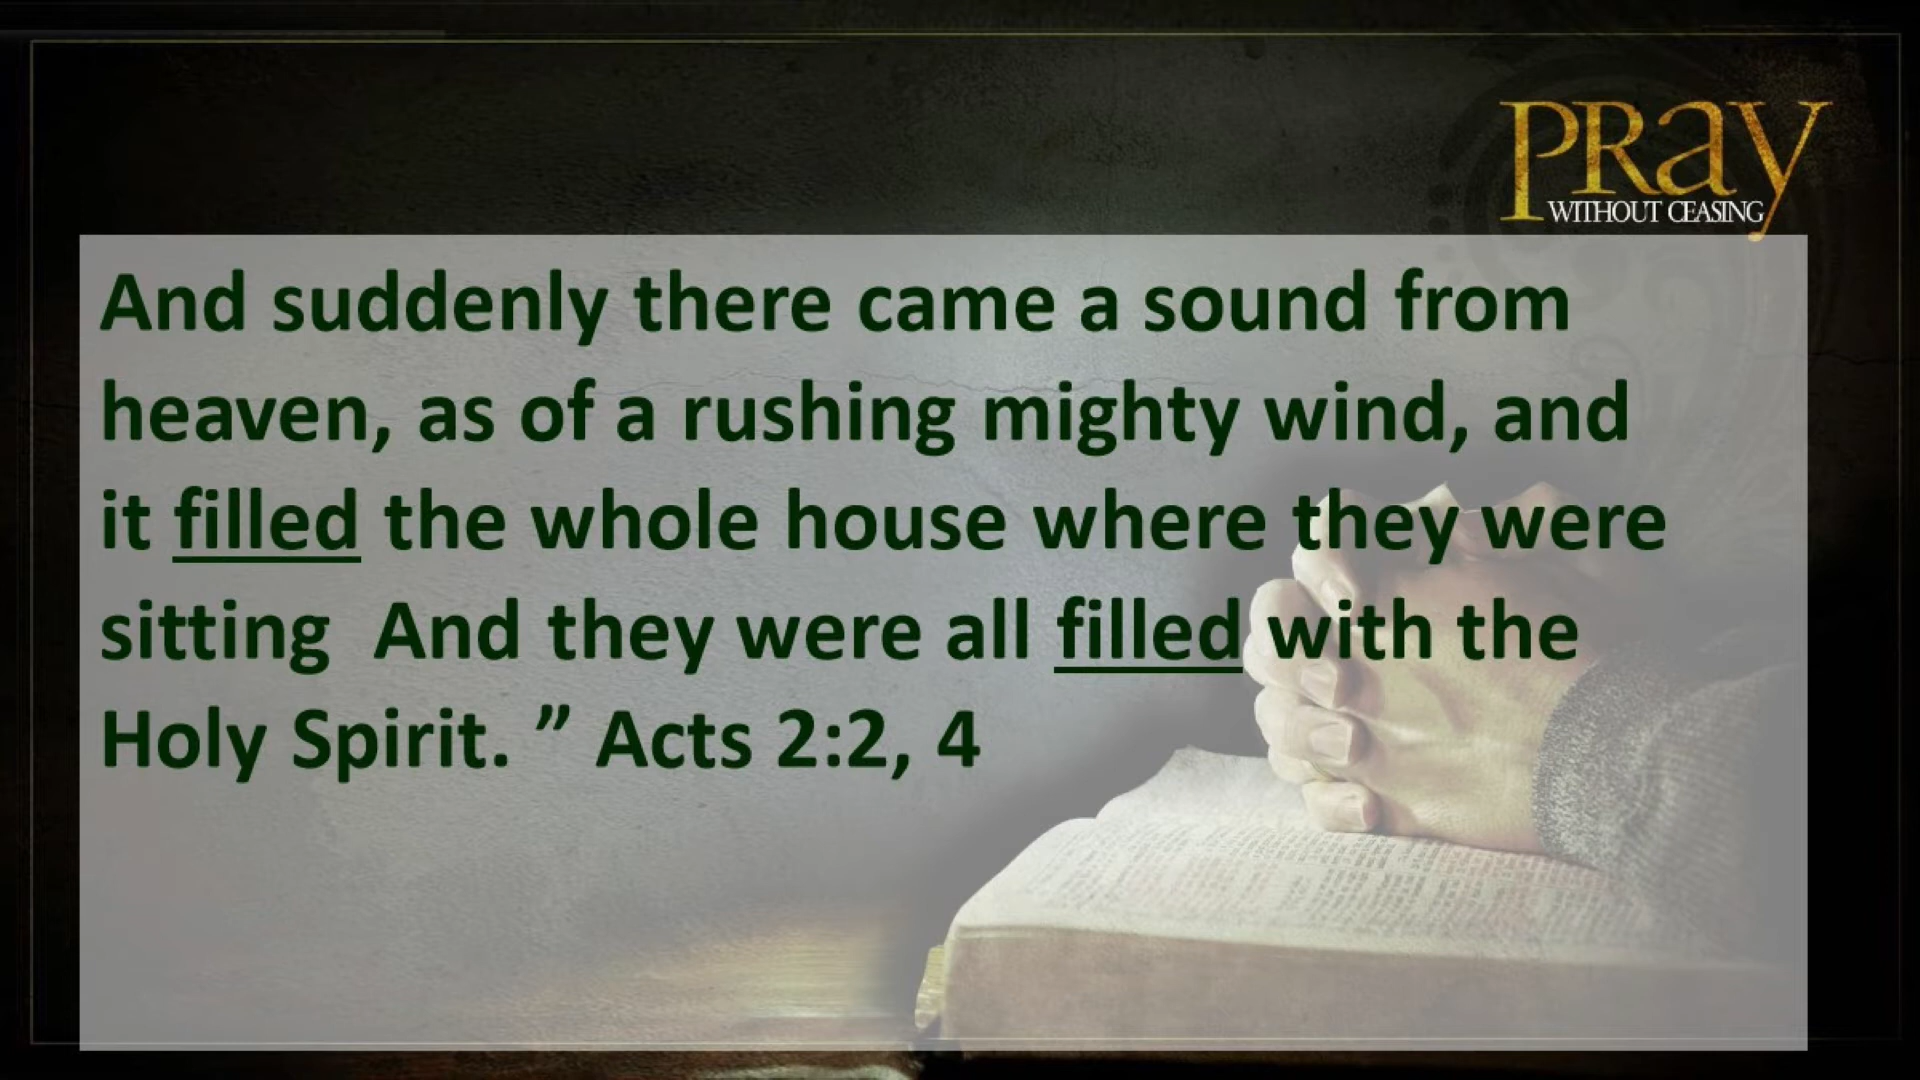 PRay
WITHOUT CEASING
And suddenly there came a sound from
heaven, as of a rushing mighty wind, and
it filled the whole house where they were
sitting  And they were all filled with the
Holy Spirit. ” Acts 2:2, 4